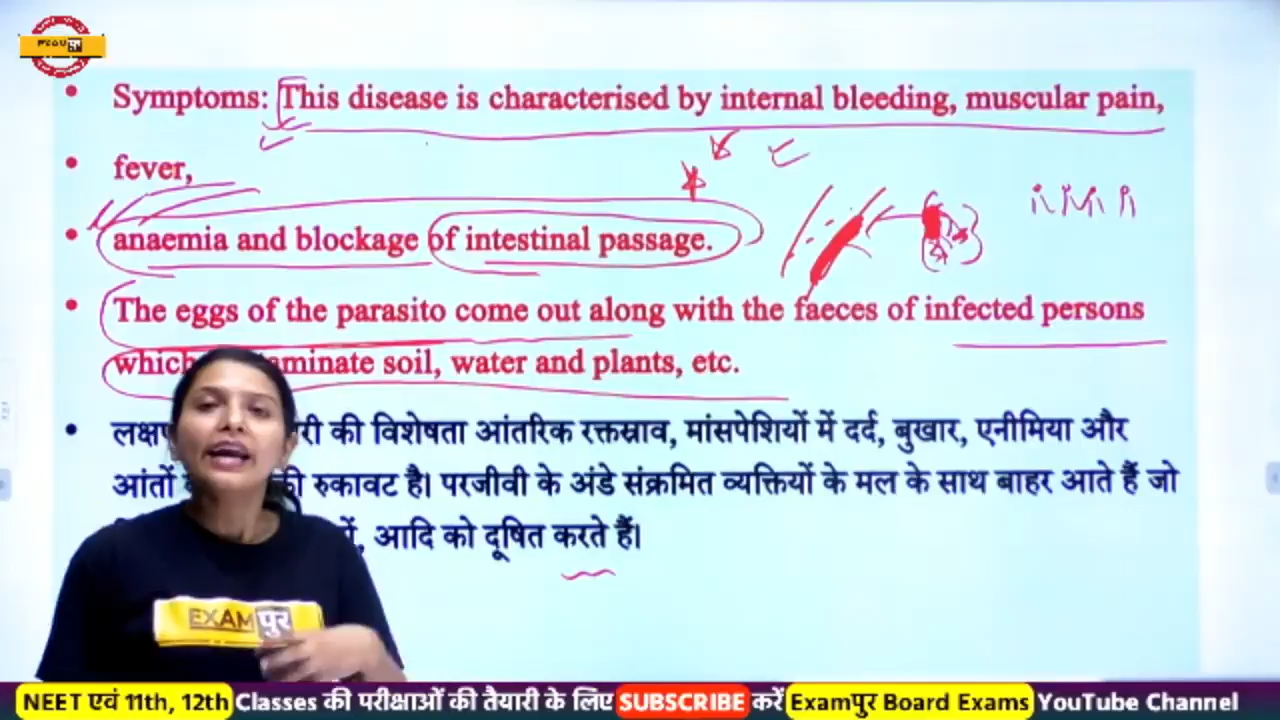 EXAMपुर
Symptoms: This disease is characterised by internal bleeding, muscular pain,
fever,
anaemia and blockage of intestinal passage.
The eggs of the parasito come out along with the faeces of infected persons
which minate soil, water and plants, etc.
री की विशेषता आंतरिक रक्तस्राव, मांसपेशियों में दर्द, बुखार, एनीमिया और
आंतों की रुकावट है। परजीवी के अंडे संक्रमित व्यक्तियों के मल के साथ बाहर आते हैं जो
आदि को दूषित करते हैं।
EXAMपुर
NEET एवं 11th, 12th Classes की परीक्षाओं की तैयारी के लिए SUBSCRIBE करें Examपुर Board Exams YouTube Channel